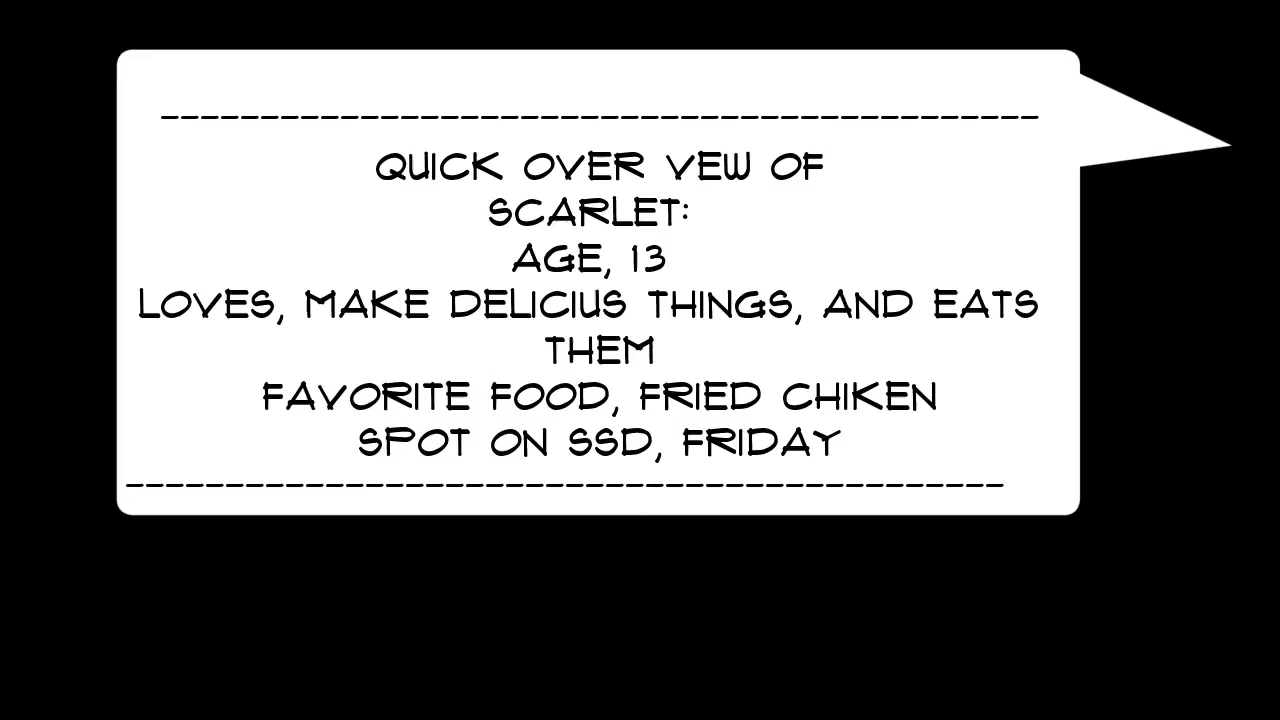 --------------------------------------------
QUICK OVER VEW OF
SCARLET:
AGE, 13
LOVES, MAKE DELICIUS THINGS, AND EATS
THEM
FAVORITE FOOD, FRIED CHIKEN
SPOT ON SSD, FRIDAY
--------------------------------------------